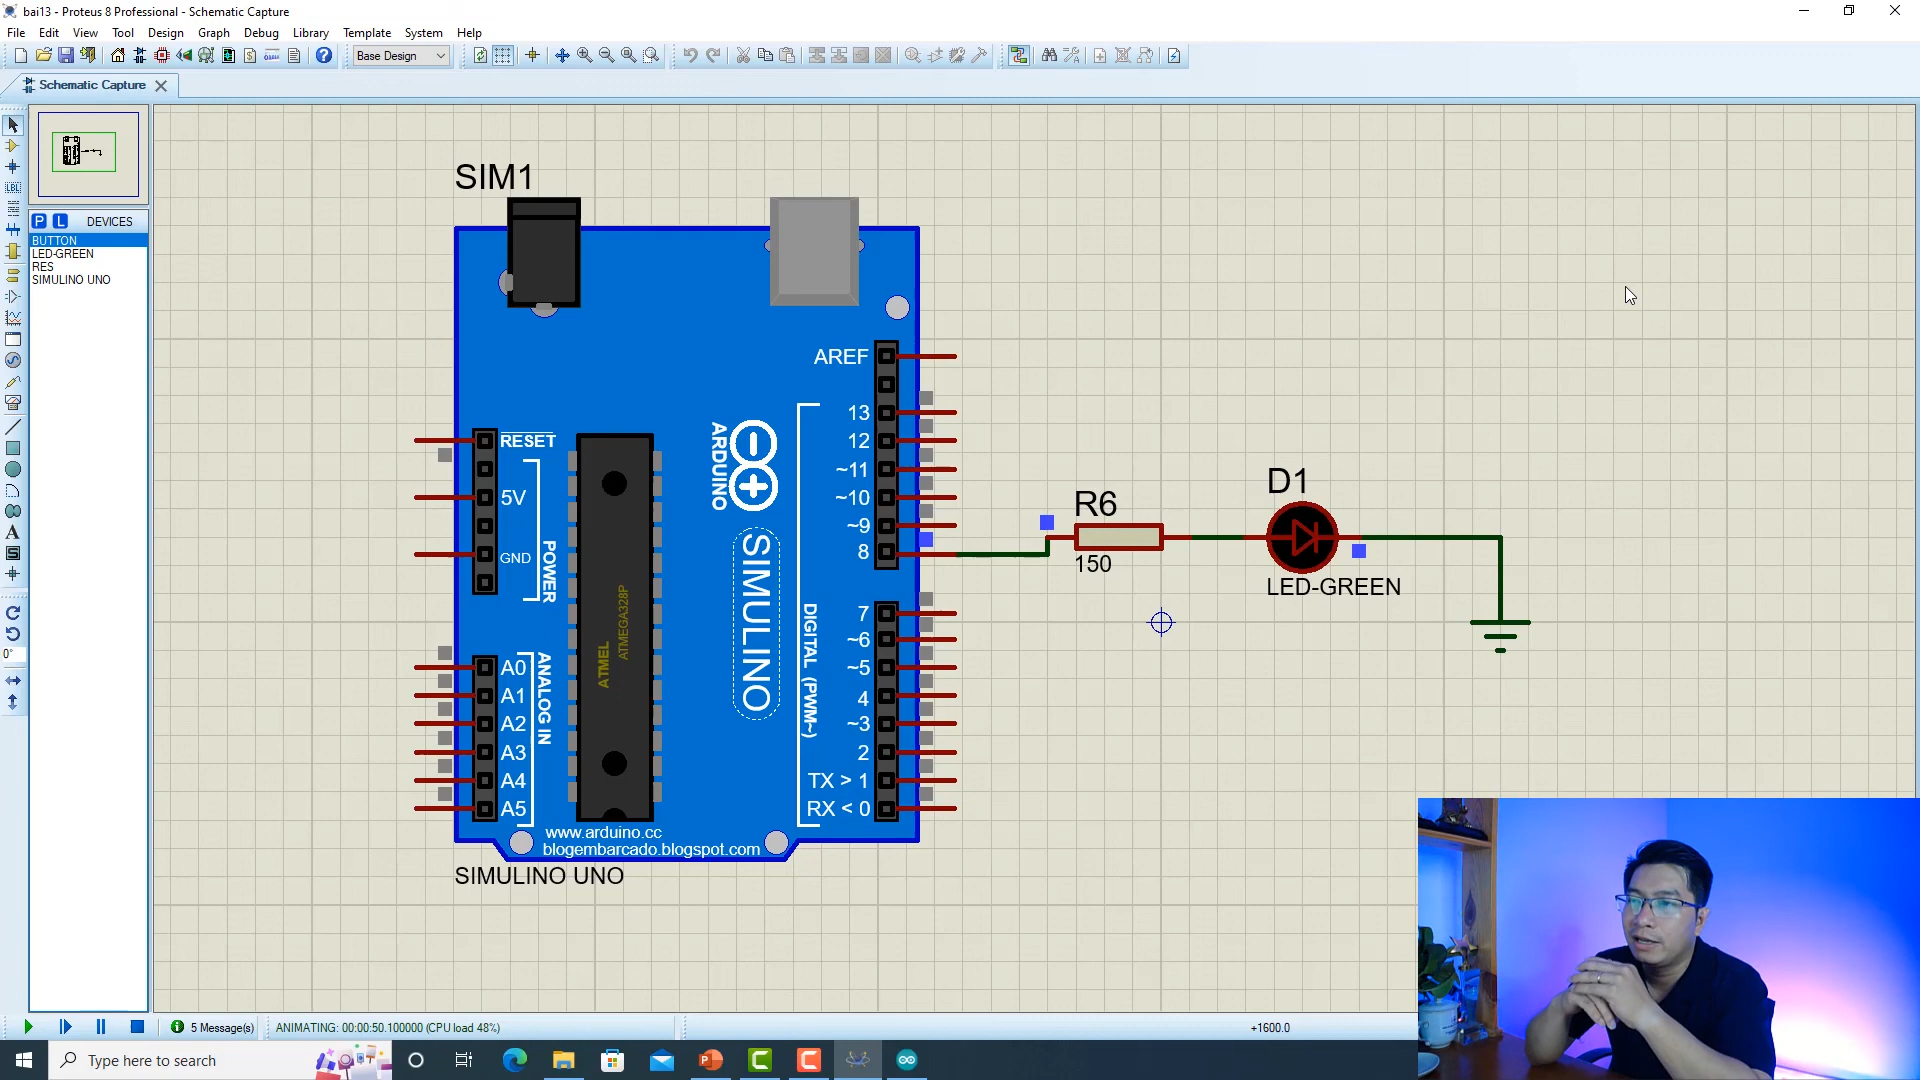 bai13 - Proteus 8 Professional - Schematic Capture
File Edit View Tool Design Graph Debug Library Template System Help
Base Design
Schematic Capture
P L DEVICES
BUTTON
LED-GREEN
RES
SIMULINO UNO
LBL
A
S
0°
SIM1
AREF
13
12
~11
~10
~9
8
7
~6
~5
4
~3
2
TX > 1
RX < 0
RESET
5V
GND
POWER
A0
A1
A2
A3
A4
A5
ANALOG IN
ATMEL
ATMEGA328P
ARDUINO
SIMULINO
DIGITAL (PWM~)
www.arduino.cc
blogembarcado.blogspot.com
SIMULINO UNO
R6
150
D1
LED-GREEN
5 Message(s) ANIMATING: 00:00:50.100000 (CPU load 48%) +1600.0
Type here to search